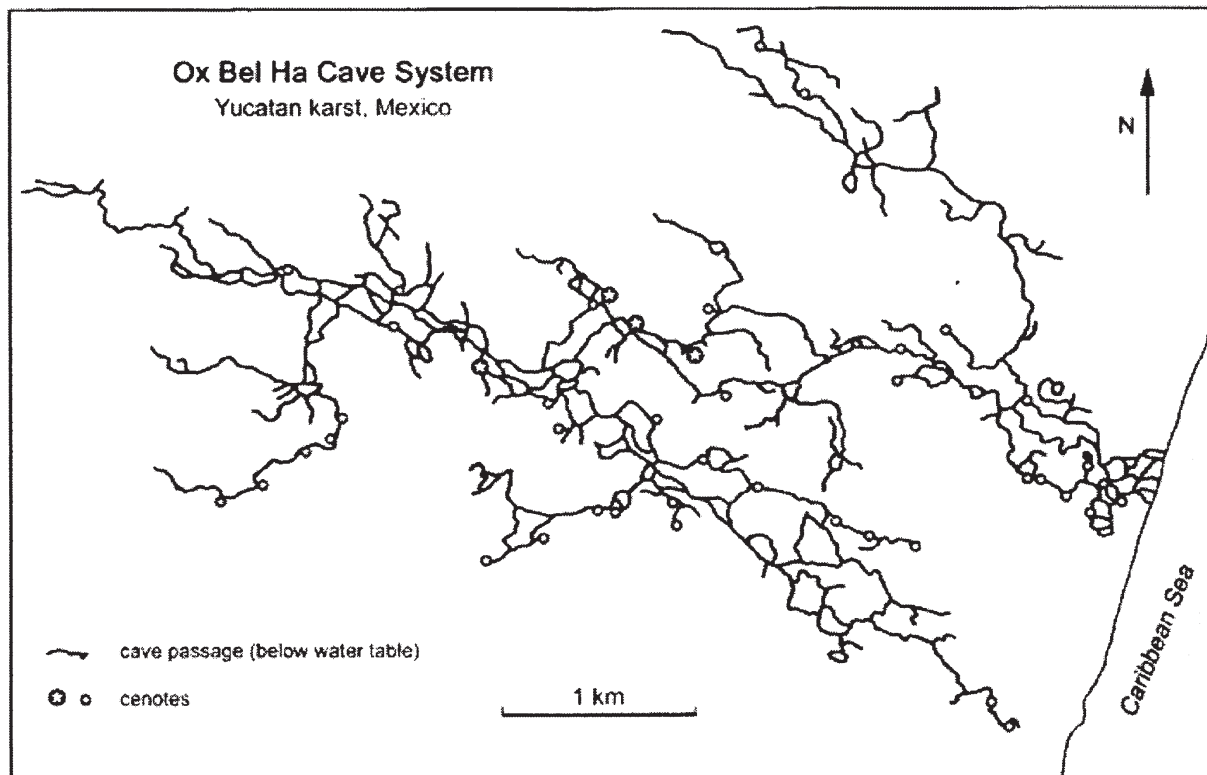 Ox Bel Ha Cave System
Yucatan karst, Mexico
N
cave passage (below water table)
cenotes
1 km
Caribbean Sea